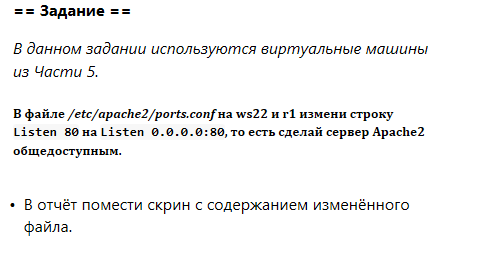 == Задание ==
В данном задании используются виртуальные машины
из Части 5.
В файле /etc/apache2/ports.conf на ws22 и r1 измени строку
Listen 80 на Listen 0.0.0.0:80, то есть сделай сервер Apache2
общедоступным.
• В отчёт помести скрин с содержанием изменённого
файла.